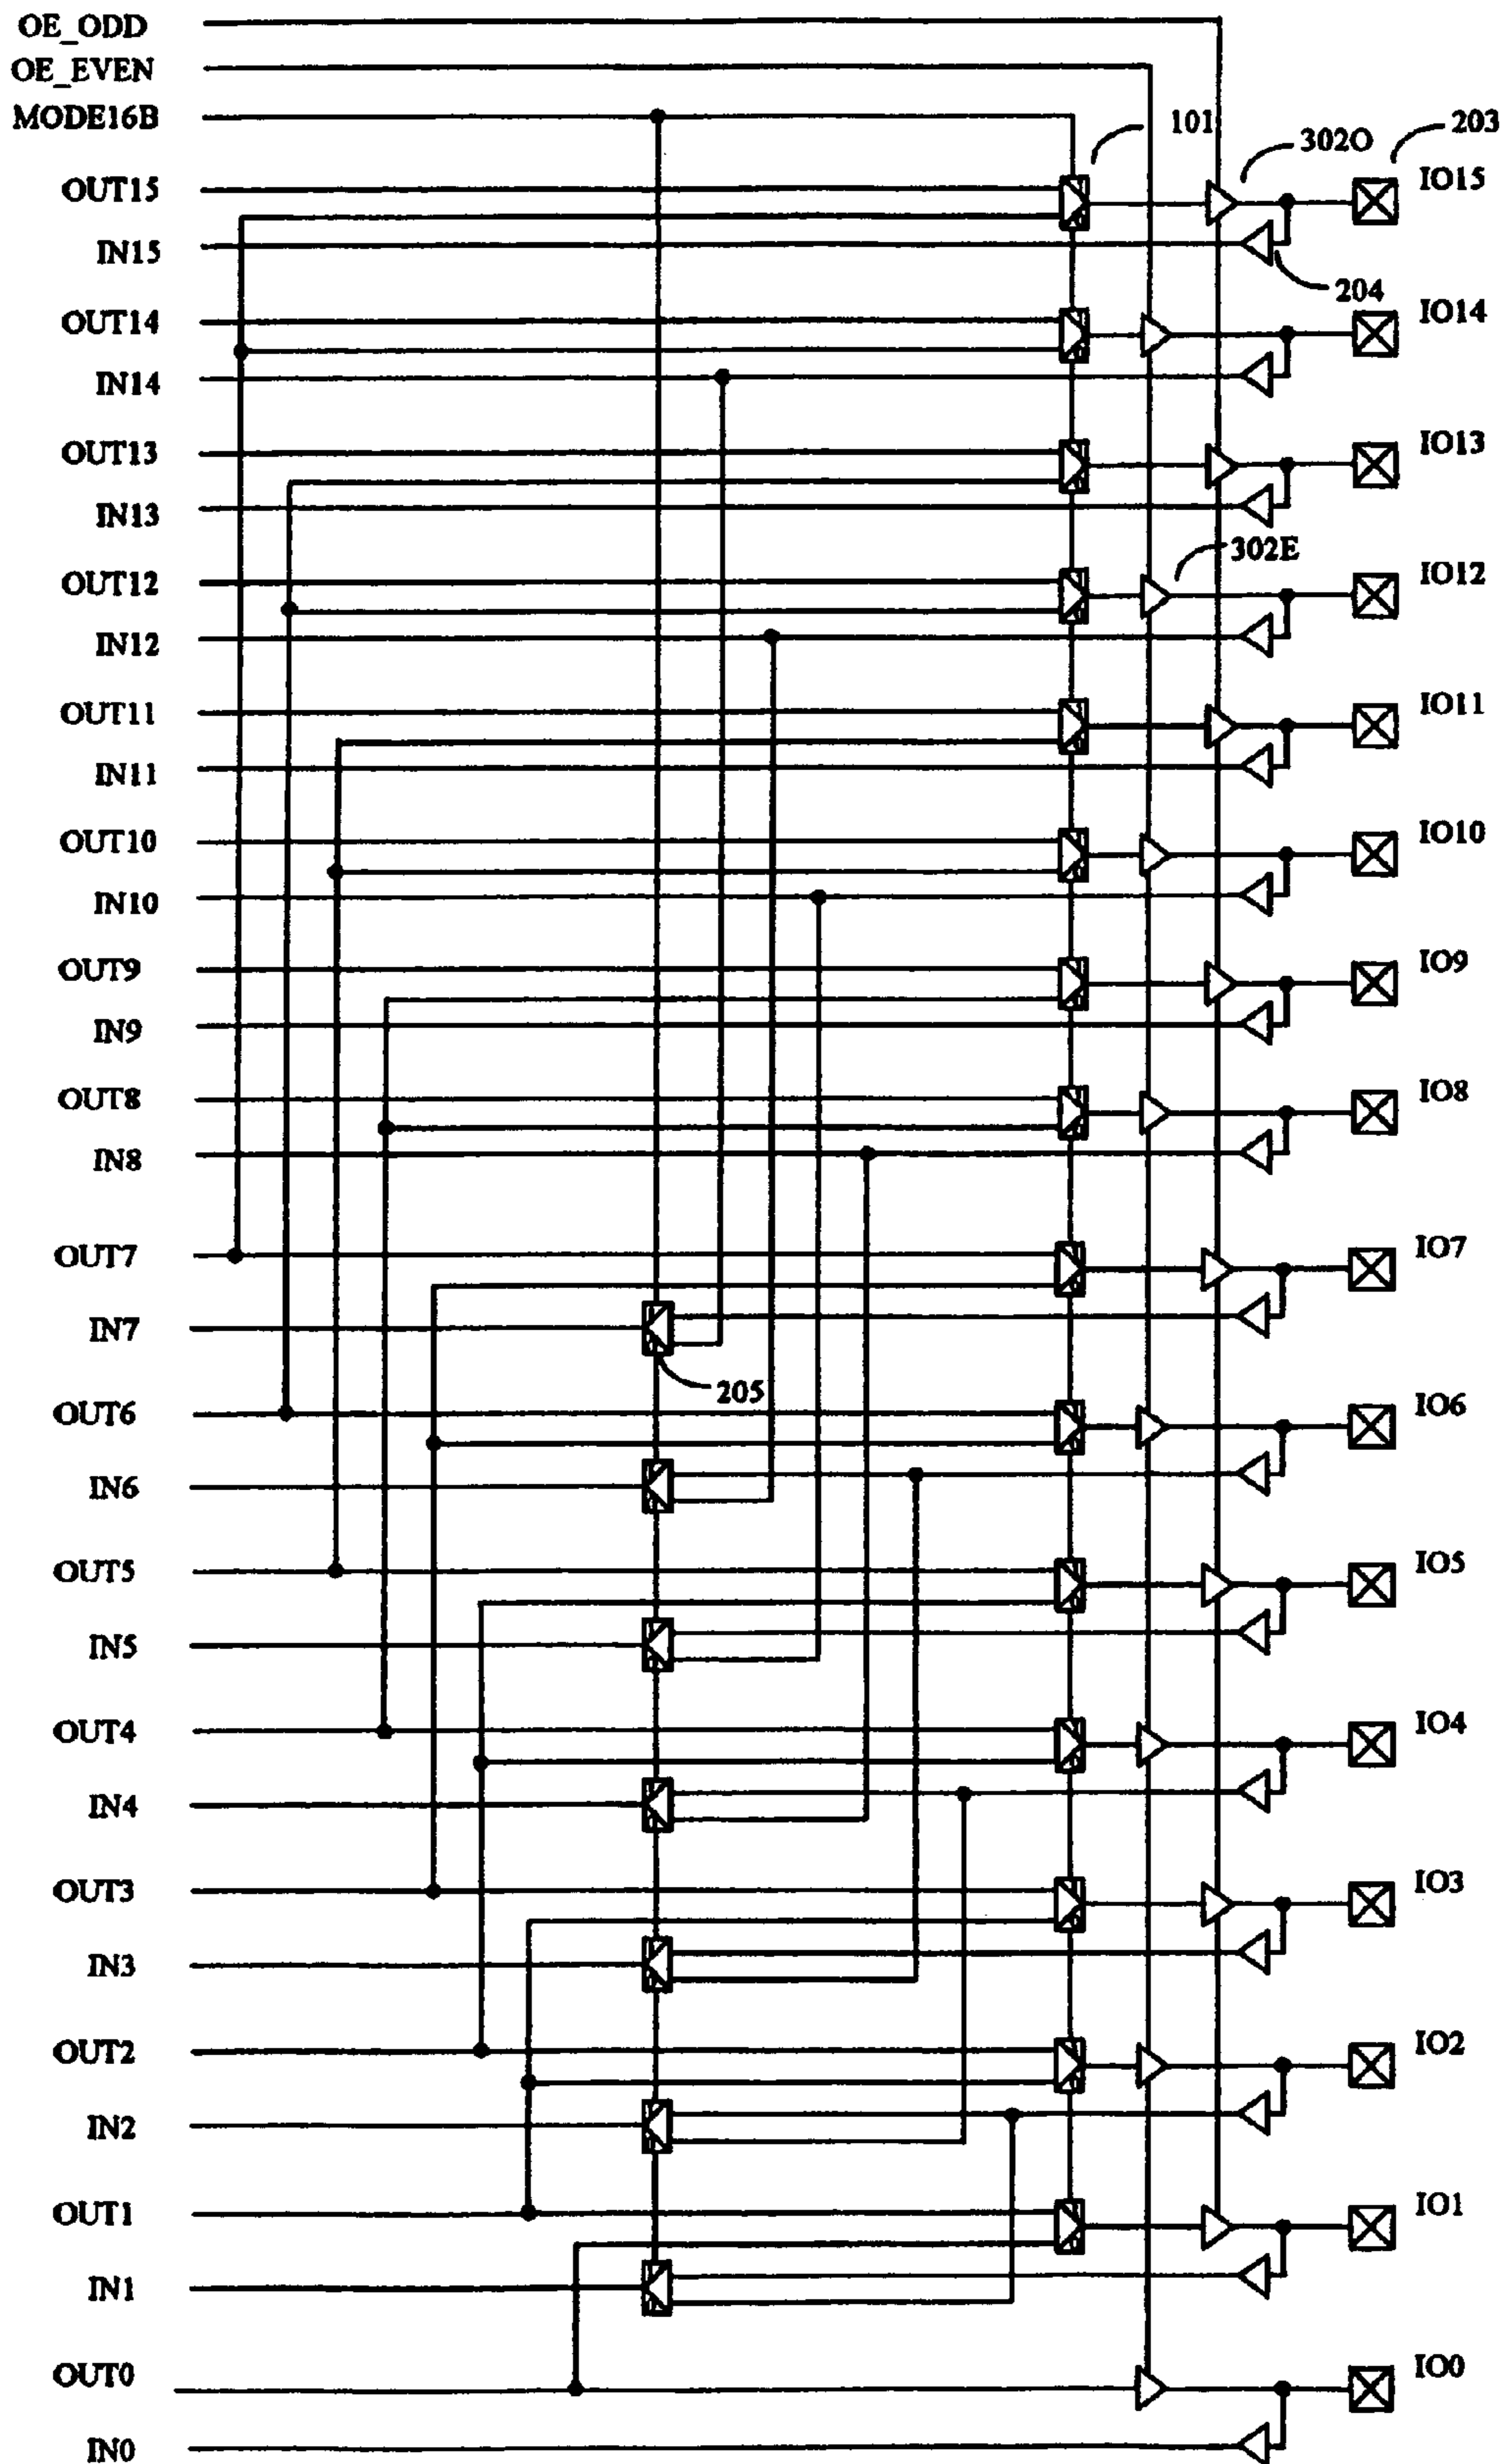 OE_ODD
OE_EVEN
MODE16B
101
302O
203
OUT15
IO15
IN15
204
OUT14
IO14
IN14
OUT13
IO13
IN13
302E
OUT12
IO12
IN12
OUT11
IO11
IN11
OUT10
IO10
IN10
OUT9
IO9
IN9
OUT8
IO8
IN8
OUT7
IO7
IN7
205
OUT6
IO6
IN6
OUT5
IO5
IN5
OUT4
IO4
IN4
OUT3
IO3
IN3
OUT2
IO2
IN2
OUT1
IO1
IN1
OUT0
IO0
IN0